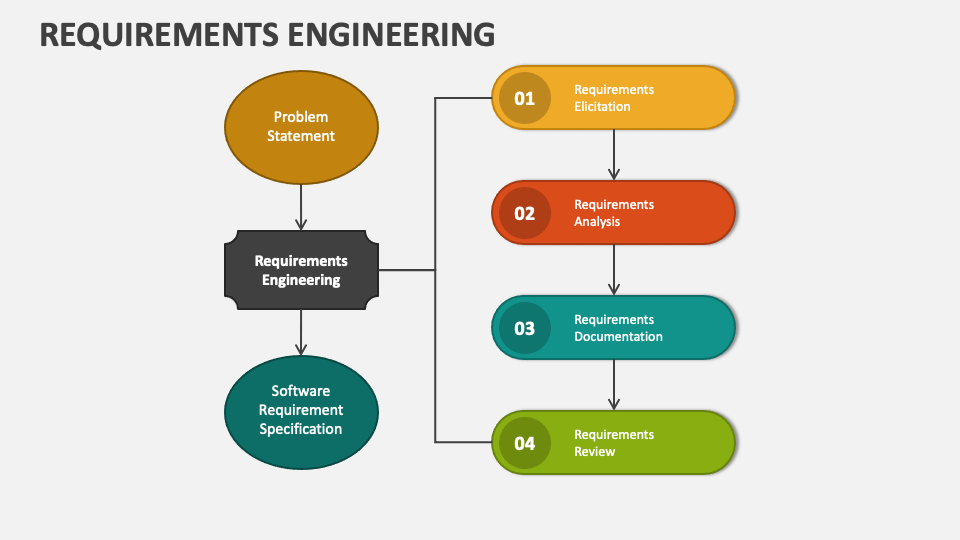 REQUIREMENTS ENGINEERING
Problem
Statement
Requirements
Engineering
Software
Requirement
Specification
01
Requirements
Elicitation
02
Requirements
Analysis
03
Requirements
Documentation
04
Requirements
Review